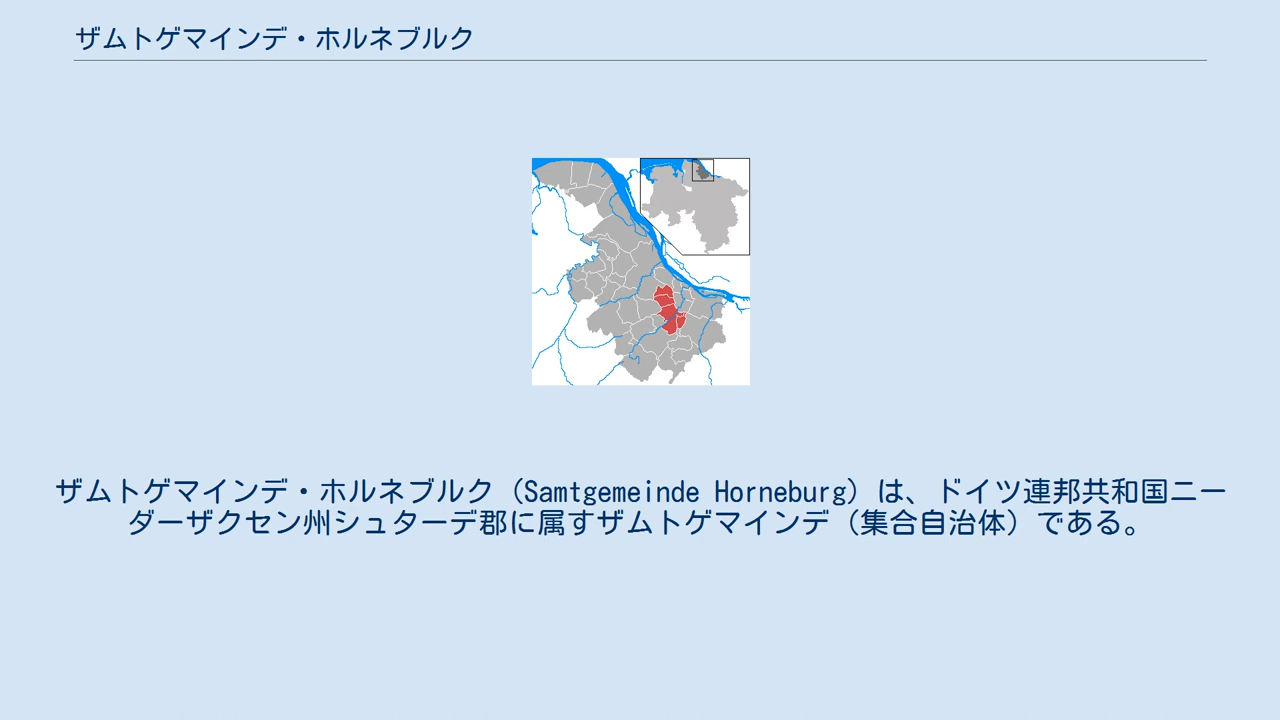 ザムトゲマインデ・ホルネブルク
ザムトゲマインデ・ホルネブルク（Samtgemeinde Horneburg）は、ドイツ連邦共和国ニー
ダーザクセン州シュターデ郡に属すザムトゲマインデ（集合自治体）である。